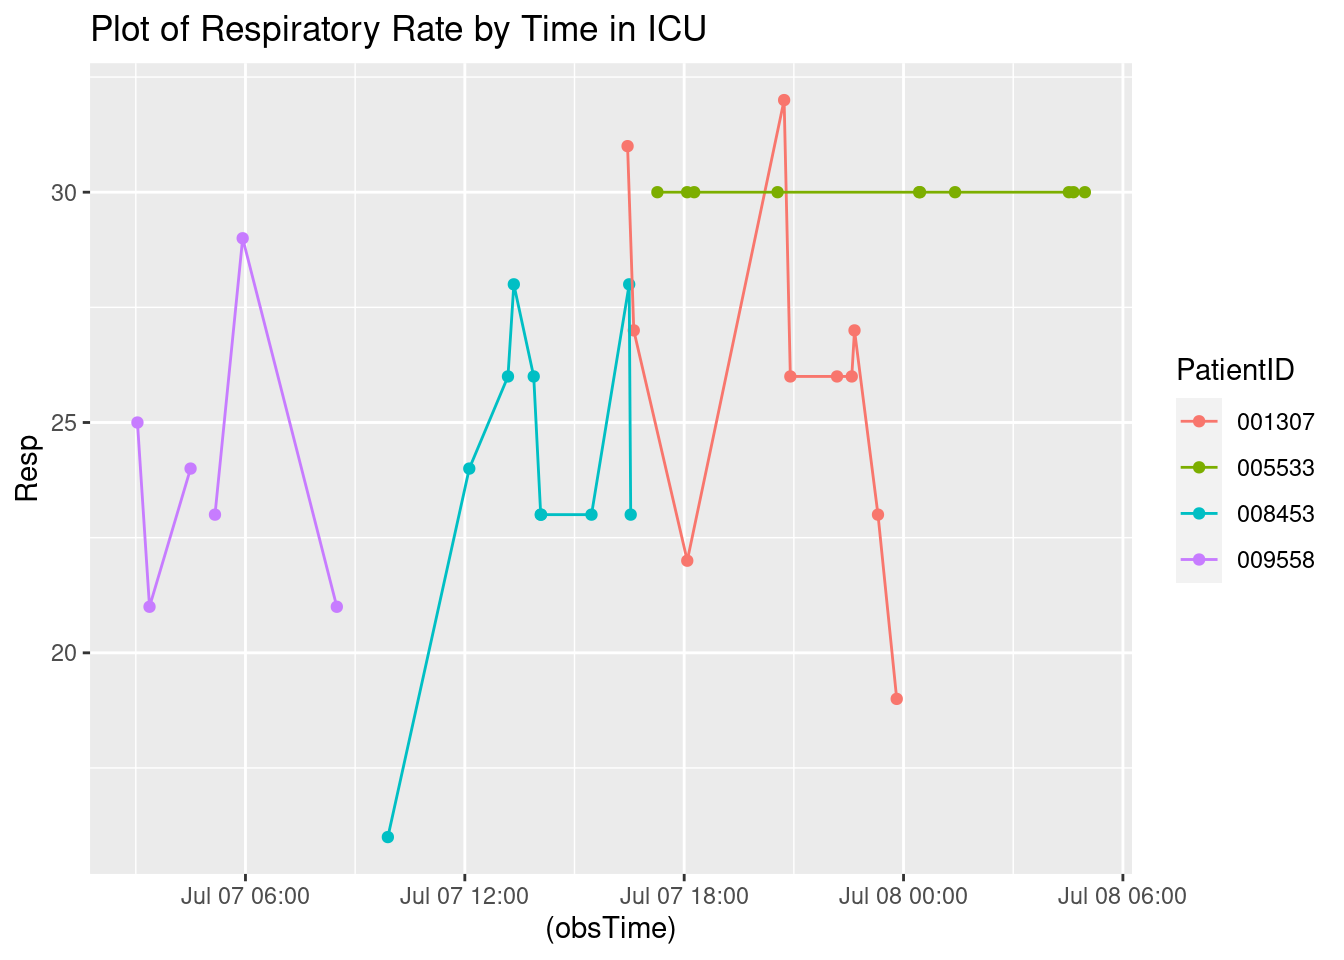 Plot of Respiratory Rate by Time in ICU
Resp
30
25
20
Jul 07 06:00
Jul 07 12:00
Jul 07 18:00
Jul 08 00:00
Jul 08 06:00
(obsTime)
PatientID
001307
005533
008453
009558